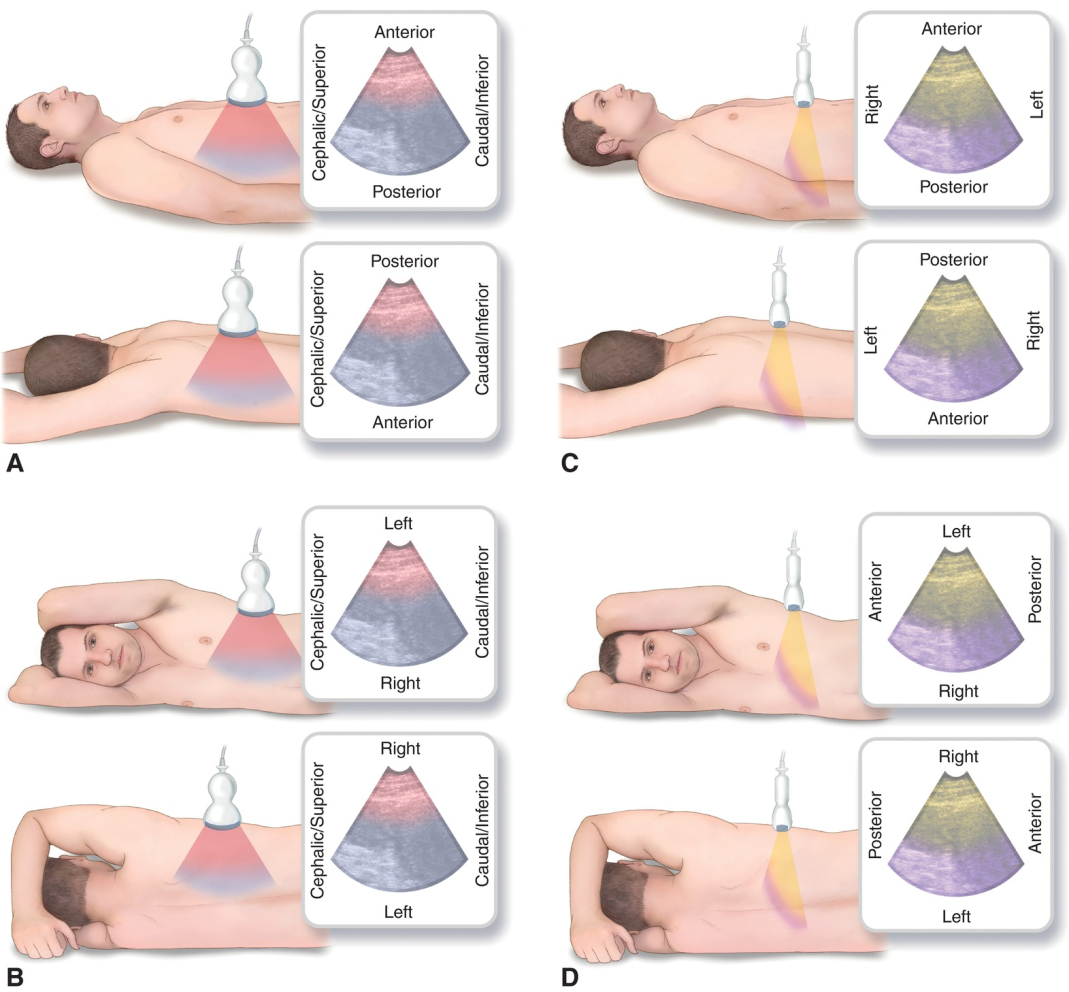 Anterior
Cephalic/Superior
Caudal/Inferior
Posterior
Posterior
Cephalic/Superior
Caudal/Inferior
Anterior
A
Left
Cephalic/Superior
Caudal/Inferior
Right
Right
Cephalic/Superior
Caudal/Inferior
Left
B
Anterior
Right
Left
Posterior
Posterior
Left
Right
Anterior
C
Left
Anterior
Posterior
Right
Right
Posterior
Anterior
Left
D